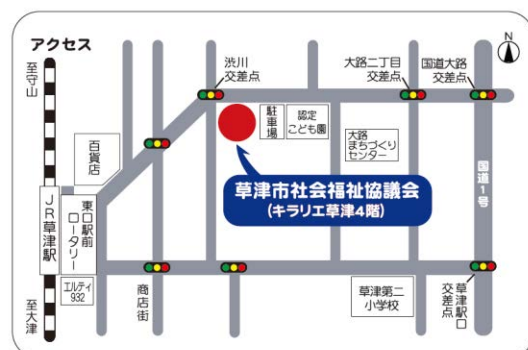 アクセス
N
至守山
渋川
交差点
大路二丁目
交差点
国道大路
交差点
百貨店
駐車場
認定
こども園
大路
まちづくり
センター
草津市社会福祉協議会
(キラリエ草津4階)
国道1号
JR草津駅
東口駅前
ロータリー
エルティ
932
至大津
商店街
草津第二
小学校
草津駅口
交差点